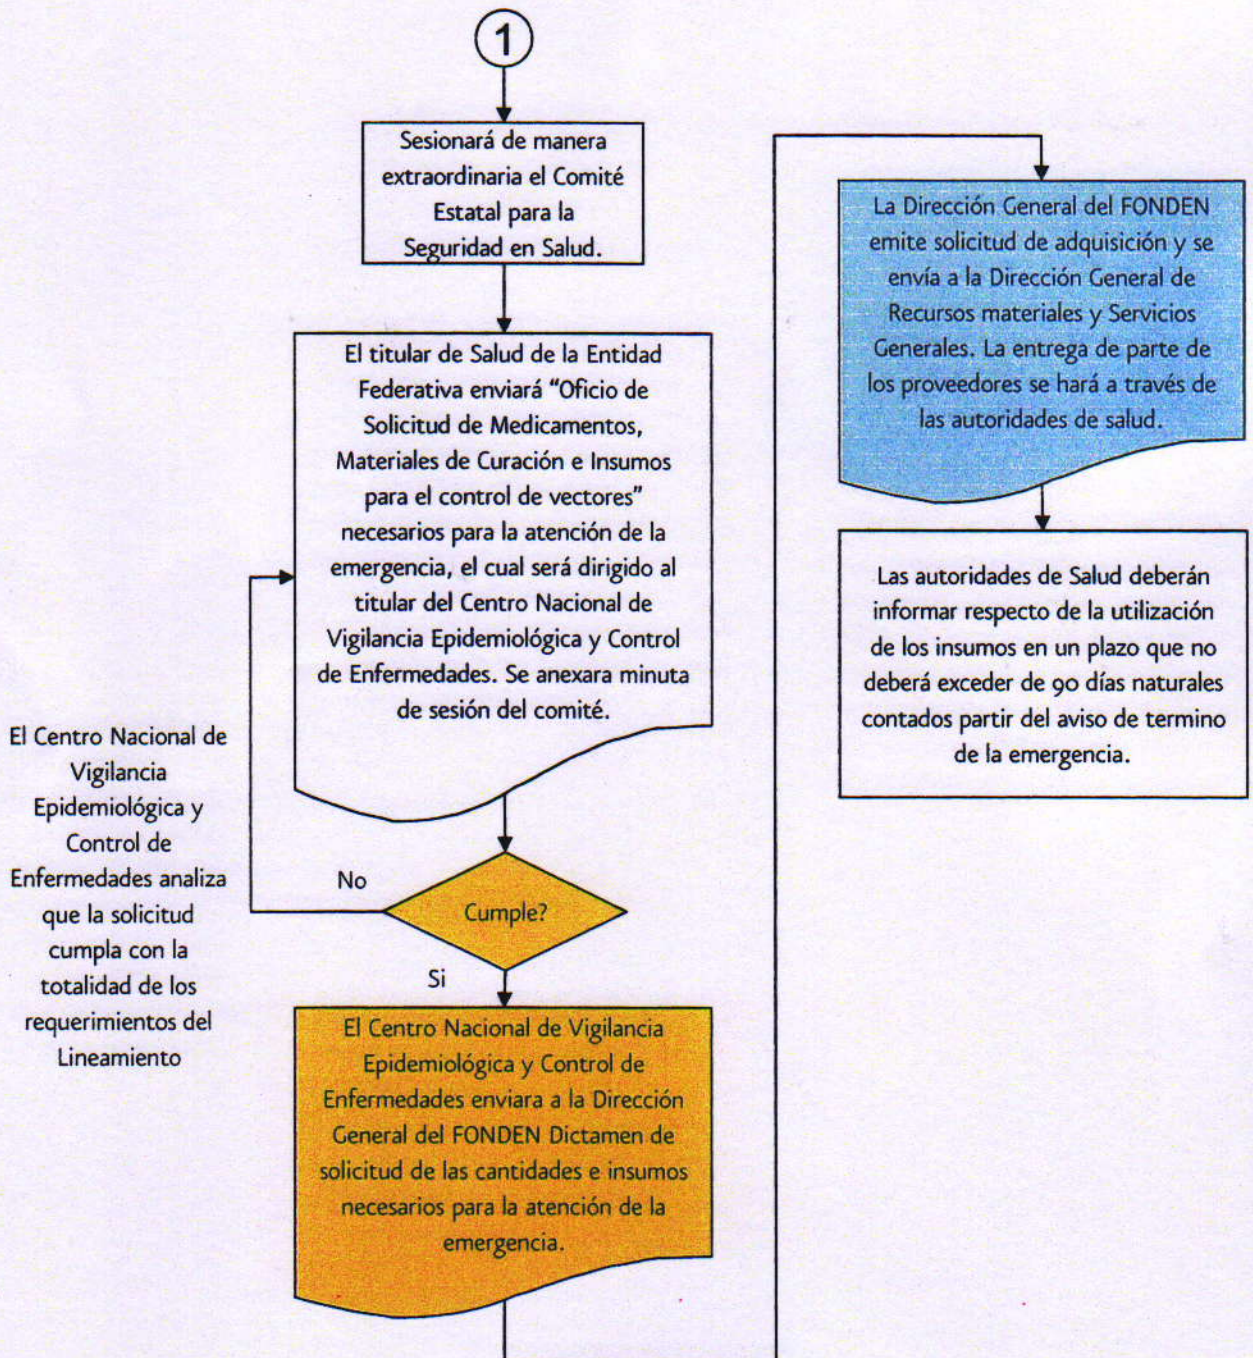 1
Sesionará de manera
extraordinaria el Comité
Estatal para la
Seguridad en Salud.
El titular de Salud de la Entidad
Federativa enviará “Oficio de
Solicitud de Medicamentos,
Materiales de Curación e Insumos
para el control de vectores”
necesarios para la atención de la
emergencia, el cual será dirigido al
titular del Centro Nacional de
Vigilancia Epidemiológica y Control
de Enfermedades. Se anexara minuta
de sesión del comité.
El Centro Nacional de
Vigilancia
Epidemiológica y
Control de
Enfermedades analiza
que la solicitud
cumpla con la
totalidad de los
requerimientos del
Lineamiento
No
Cumple?
Si
El Centro Nacional de Vigilancia
Epidemiológica y Control de
Enfermedades enviara a la Dirección
General del FONDEN Dictamen de
solicitud de las cantidades e insumos
necesarios para la atención de la
emergencia.
La Dirección General del FONDEN
emite solicitud de adquisición y se
envía a la Dirección General de
Recursos materiales y Servicios
Generales. La entrega de parte de
los proveedores se hará a través de
las autoridades de salud.
Las autoridades de Salud deberán
informar respecto de la utilización
de los insumos en un plazo que no
deberá exceder de 90 días naturales
contados partir del aviso de termino
de la emergencia.